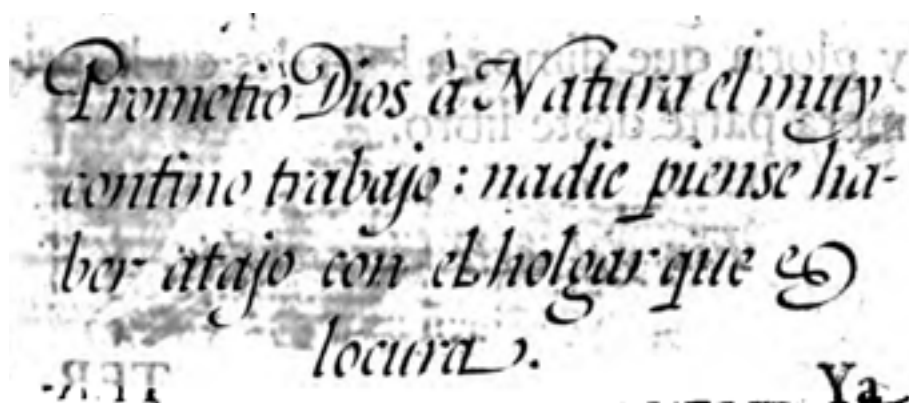 Prometiò Dios à Natura el muy
contino trabajo: nadie piense ha-
ber atajo con el holgar que es
locura.
Ya